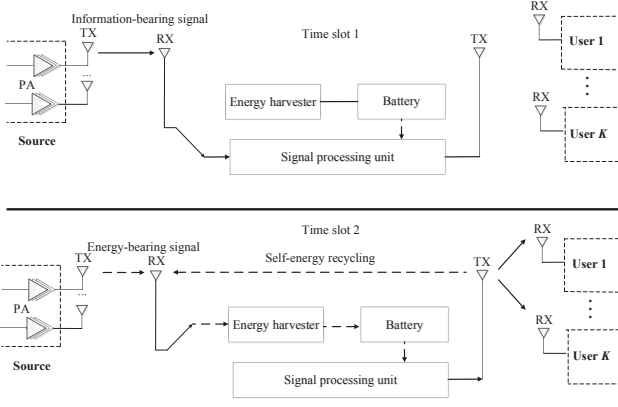 Information-bearing signal
TX
RX
Time slot 1
TX
RX
User 1
PA
...
Energy harvester
Battery
RX
User K
Source
Signal processing unit
Time slot 2
Energy-bearing signal
TX
RX
Self-energy recycling
TX
RX
User 1
PA
...
Energy harvester
Battery
RX
User K
Source
Signal processing unit